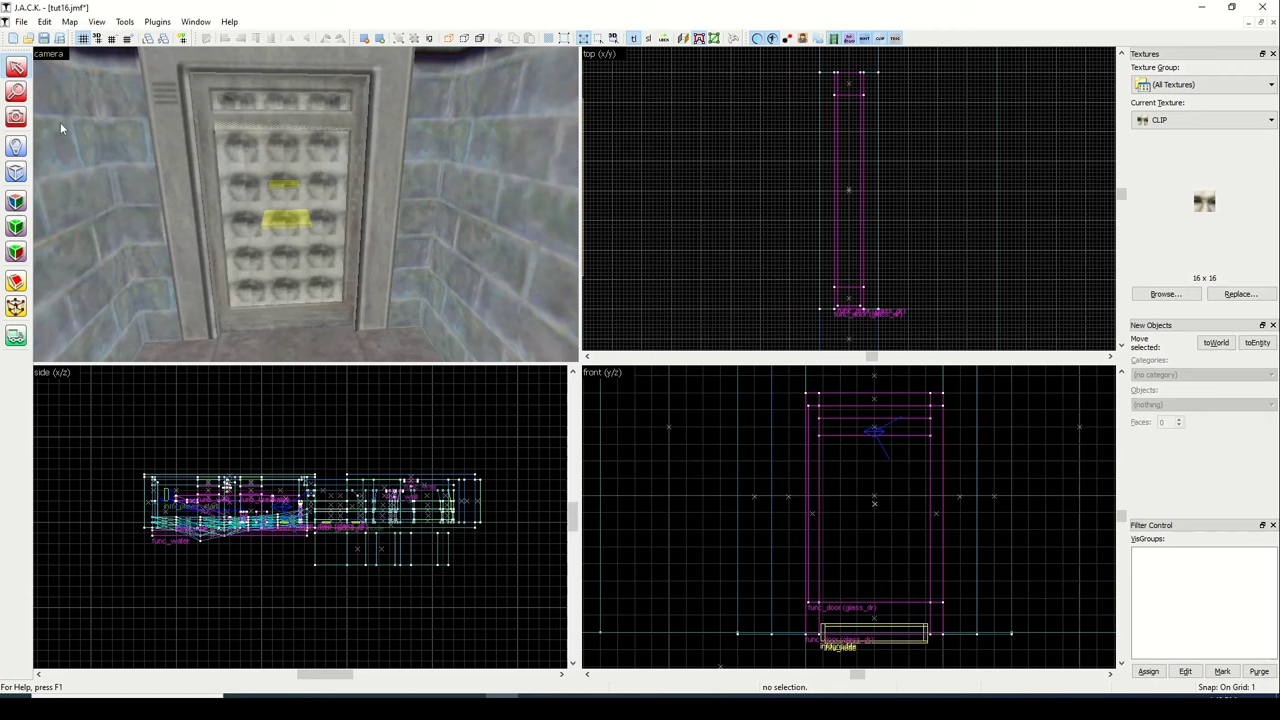 J.A.C.K. - [tut16.jmf*]
File Edit Map View Tools Plugins Window Help
camera
top (x/y)
side (x/z)
func_water
front (y/z)
func_door (glass_dr)
Textures
Texture Group:
(All Textures)
Current Texture:
CLIP
16 x 16
Browse...
Replace...
New Objects
Move selected:
toWorld
toEntity
Categories:
(no category)
Objects:
(nothing)
Faces: 0
Filter Control
VisGroups:
Assign
Edit
Mark
Purge
For Help, press F1
no selection.
Snap: On Grid: 1